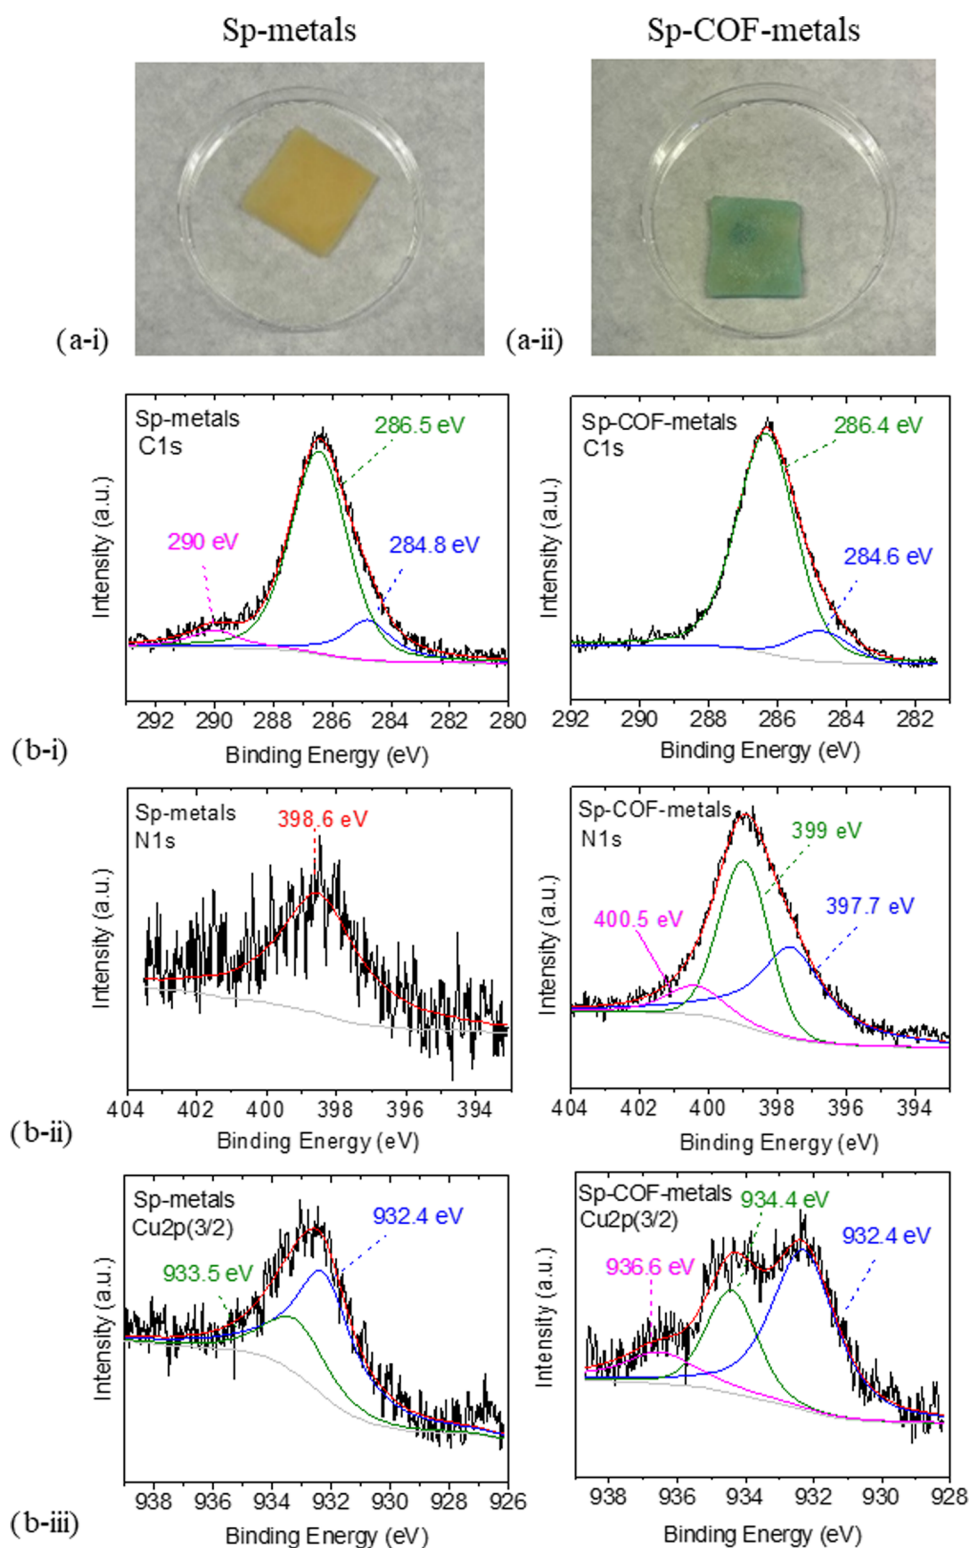 Sp-metals
Sp-COF-metals
(a-i)
(a-ii)
Sp-metals
C1s
286.5 eV
290 eV
284.8 eV
Intensity (a.u.)
292 290 288 286 284 282 280
Binding Energy (eV)
Sp-COF-metals
C1s
286.4 eV
284.6 eV
Intensity (a.u.)
292 290 288 286 284 282
Binding Energy (eV)
(b-i)
Sp-metals
N1s
398.6 eV
Intensity (a.u.)
404 402 400 398 396 394
Binding Energy (eV)
Sp-COF-metals
N1s
399 eV
400.5 eV
397.7 eV
Intensity (a.u.)
404 402 400 398 396 394
Binding Energy (eV)
(b-ii)
Sp-metals
Cu2p(3/2)
932.4 eV
933.5 eV
Intensity (a.u.)
938 936 934 932 930 928 926
Binding Energy (eV)
Sp-COF-metals
Cu2p(3/2)
934.4 eV
936.6 eV
932.4 eV
Intensity (a.u.)
938 936 934 932 930 928
Binding Energy (eV)
(b-iii)